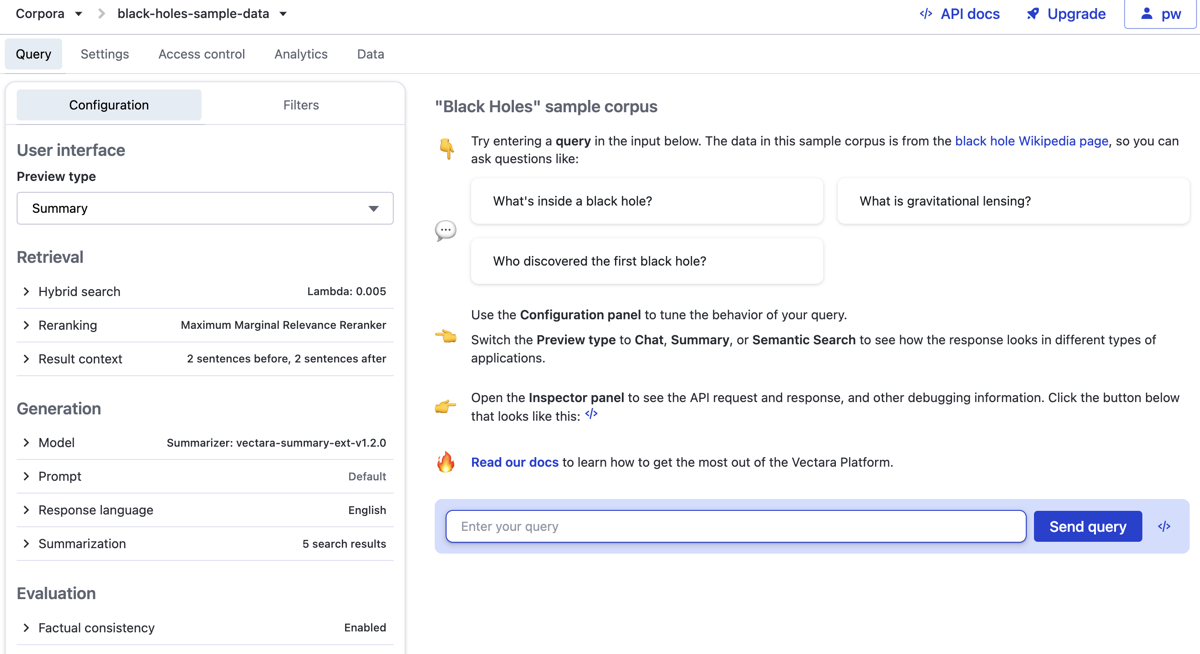 Corpora black-holes-sample-data </> API docs Upgrade pw
Query Settings Access control Analytics Data
Configuration Filters
User interface
Preview type
Summary
Retrieval
Hybrid search Lambda: 0.005
Reranking Maximum Marginal Relevance Reranker
Result context 2 sentences before, 2 sentences after
Generation
Model Summarizer: vectara-summary-ext-v1.2.0
Prompt Default
Response language English
Summarization 5 search results
Evaluation
Factual consistency Enabled
"Black Holes" sample corpus
Try entering a query in the input below. The data in this sample corpus is from the black hole Wikipedia page, so you can
ask questions like:
What's inside a black hole? What is gravitational lensing?
Who discovered the first black hole?
Use the Configuration panel to tune the behavior of your query.
Switch the Preview type to Chat, Summary, or Semantic Search to see how the response looks in different types of
applications.
Open the Inspector panel to see the API request and response, and other debugging information. Click the button below
that looks like this: </>
Read our docs to learn how to get the most out of the Vectara Platform.
Enter your query Send query </>